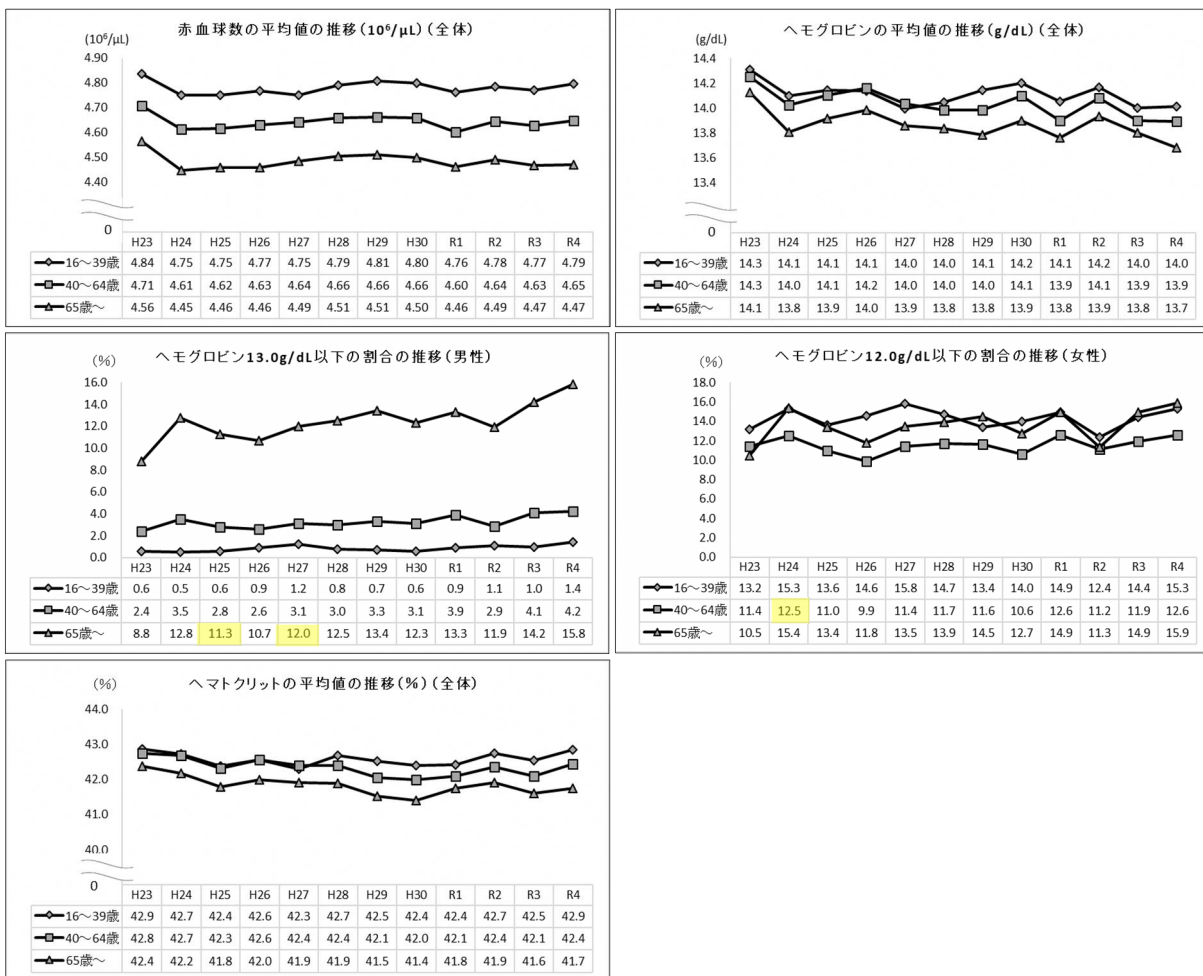 赤血球数の平均値の推移(10⁶/μL)(全体)
(10⁶/μL)
4.90
4.80
4.70
4.60
4.50
4.40
0
H23 H24 H25 H26 H27 H28 H29 H30 R1 R2 R3 R4
16～39歳 4.84 4.75 4.75 4.77 4.75 4.79 4.81 4.80 4.76 4.78 4.77 4.79
40～64歳 4.71 4.61 4.62 4.63 4.64 4.66 4.66 4.66 4.60 4.64 4.63 4.65
65歳～ 4.56 4.45 4.46 4.46 4.49 4.51 4.51 4.50 4.46 4.49 4.47 4.47
ヘモグロビンの平均値の推移(g/dL)(全体)
(g/dL)
14.4
14.2
14.0
13.8
13.6
13.4
0
H23 H24 H25 H26 H27 H28 H29 H30 R1 R2 R3 R4
16～39歳 14.3 14.1 14.1 14.1 14.0 14.0 14.1 14.2 14.1 14.2 14.0 14.0
40～64歳 14.3 14.0 14.1 14.2 14.0 14.0 14.0 14.1 13.9 14.1 13.9 13.9
65歳～ 14.1 13.8 13.9 14.0 13.9 13.8 13.8 13.9 13.8 13.9 13.8 13.7
ヘモグロビン13.0g/dL以下の割合の推移(男性)
(%)
16.0
14.0
12.0
10.0
8.0
6.0
4.0
2.0
0.0
H23 H24 H25 H26 H27 H28 H29 H30 R1 R2 R3 R4
16～39歳 0.6 0.5 0.6 0.9 1.2 0.8 0.7 0.6 0.9 1.1 1.0 1.4
40～64歳 2.4 3.5 2.8 2.6 3.1 3.0 3.3 3.1 3.9 2.9 4.1 4.2
65歳～ 8.8 12.8 11.3 10.7 12.0 12.5 13.4 12.3 13.3 11.9 14.2 15.8
ヘモグロビン12.0g/dL以下の割合の推移(女性)
(%)
18.0
16.0
14.0
12.0
10.0
8.0
6.0
4.0
2.0
0.0
H23 H24 H25 H26 H27 H28 H29 H30 R1 R2 R3 R4
16～39歳 13.2 15.3 13.6 14.6 15.8 14.7 13.4 14.0 14.9 12.4 14.4 15.3
40～64歳 11.4 12.5 11.0 9.9 11.4 11.7 11.6 10.6 12.6 11.2 11.9 12.6
65歳～ 10.5 15.4 13.4 11.8 13.5 13.9 14.5 12.7 14.9 11.3 14.9 15.9
ヘマトクリットの平均値の推移(%)(全体)
(%)
44.0
43.0
42.0
41.0
40.0
0
H23 H24 H25 H26 H27 H28 H29 H30 R1 R2 R3 R4
16～39歳 42.9 42.7 42.4 42.6 42.3 42.7 42.5 42.4 42.4 42.7 42.5 42.9
40～64歳 42.8 42.7 42.3 42.6 42.4 42.4 42.1 42.0 42.1 42.4 42.1 42.4
65歳～ 42.4 42.2 41.8 42.0 41.9 41.9 41.5 41.4 41.8 41.9 41.6 41.7